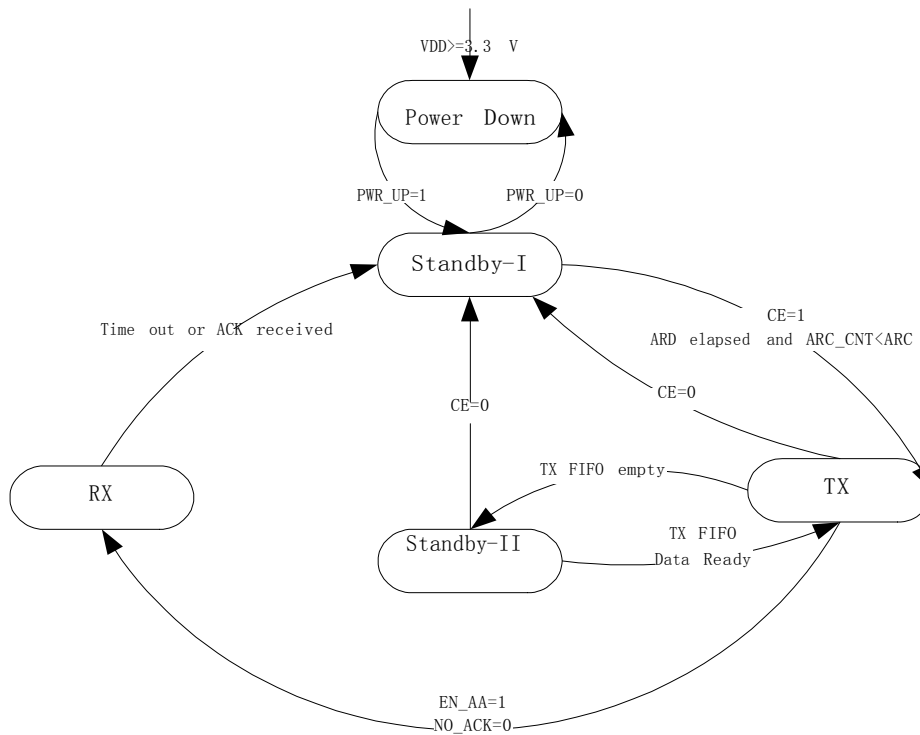 VDD>=3.3 V
Power Down
PWR_UP=1
PWR_UP=0
Standby-I
Time out or ACK received
CE=1
ARD elapsed and ARC_CNT<ARC
CE=0
CE=0
TX FIFO empty
RX
TX
Standby-II
TX FIFO
Data Ready
EN_AA=1
NO_ACK=0